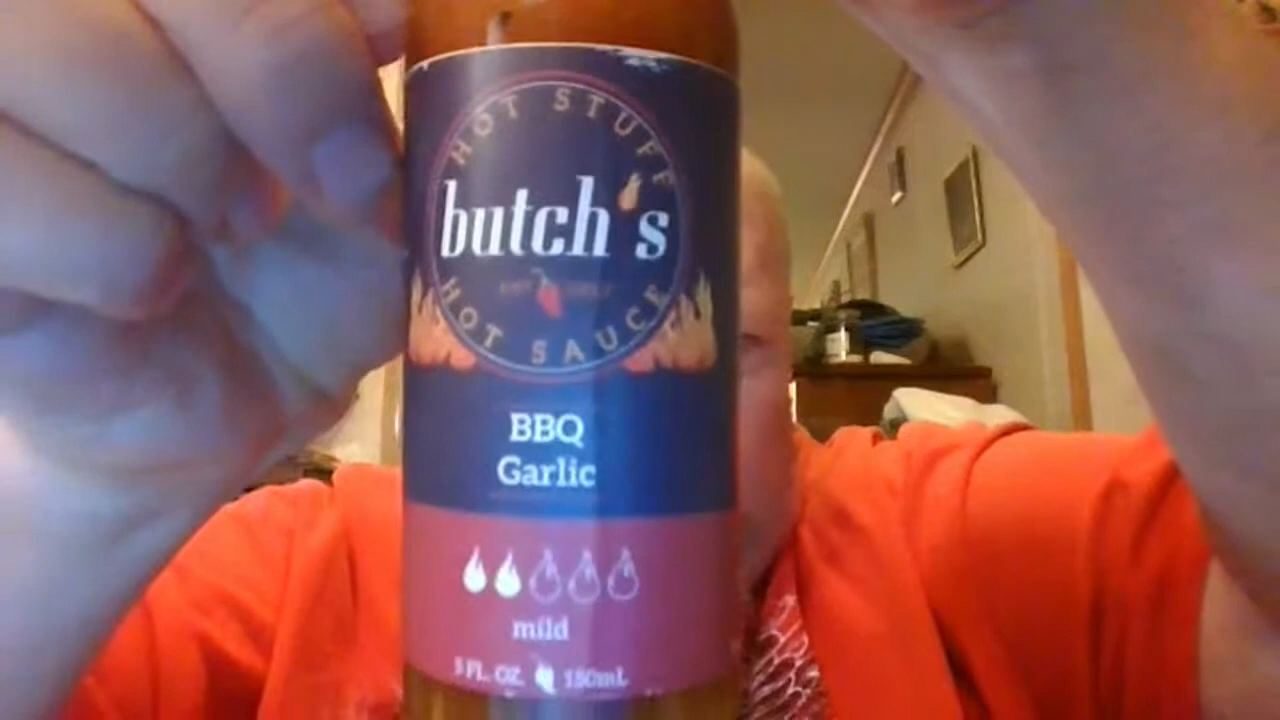 HOT STUFF
butch's
HOT SAUCE
BBQ
Garlic
mild
5 FL. OZ. 150mL